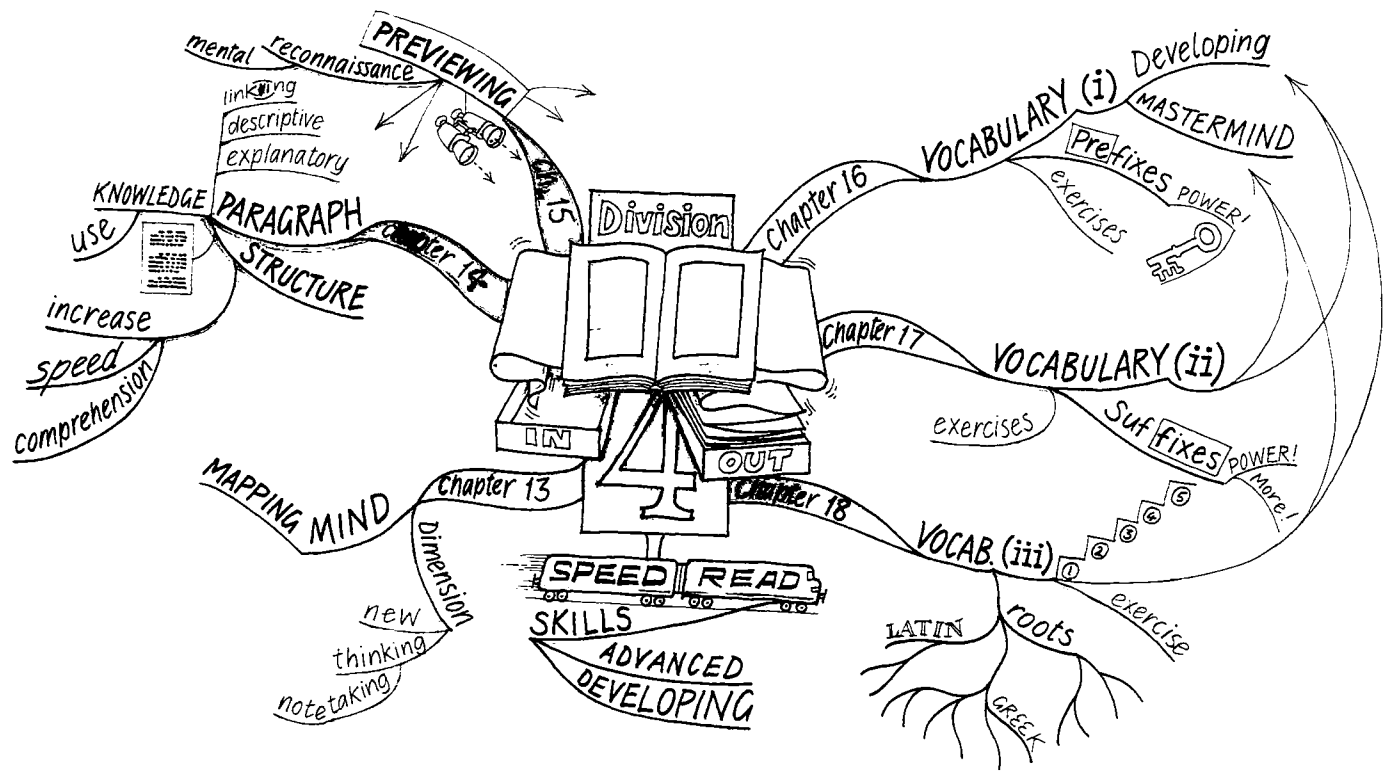 Division
4
IN
OUT
SPEED READ
SKILLS
ADVANCED
DEVELOPING
Chapter 13
MIND
MAPPING
Dimension
new
thinking
notetaking
Chapter 14
PARAGRAPH
STRUCTURE
KNOWLEDGE
use
linking
descriptive
explanatory
increase
speed
comprehension
Ch. 15
PREVIEWING
reconnaissance
mental
Chapter 16
VOCABULARY (i)
Developing
MASTERMIND
Prefixes
POWER!
exercises
Chapter 17
VOCABULARY (ii)
exercises
Suffixes
POWER!
More!
Chapter 18
VOCAB. (iii)
1
2
3
4
5
exercise
roots
LATIN
GREEK